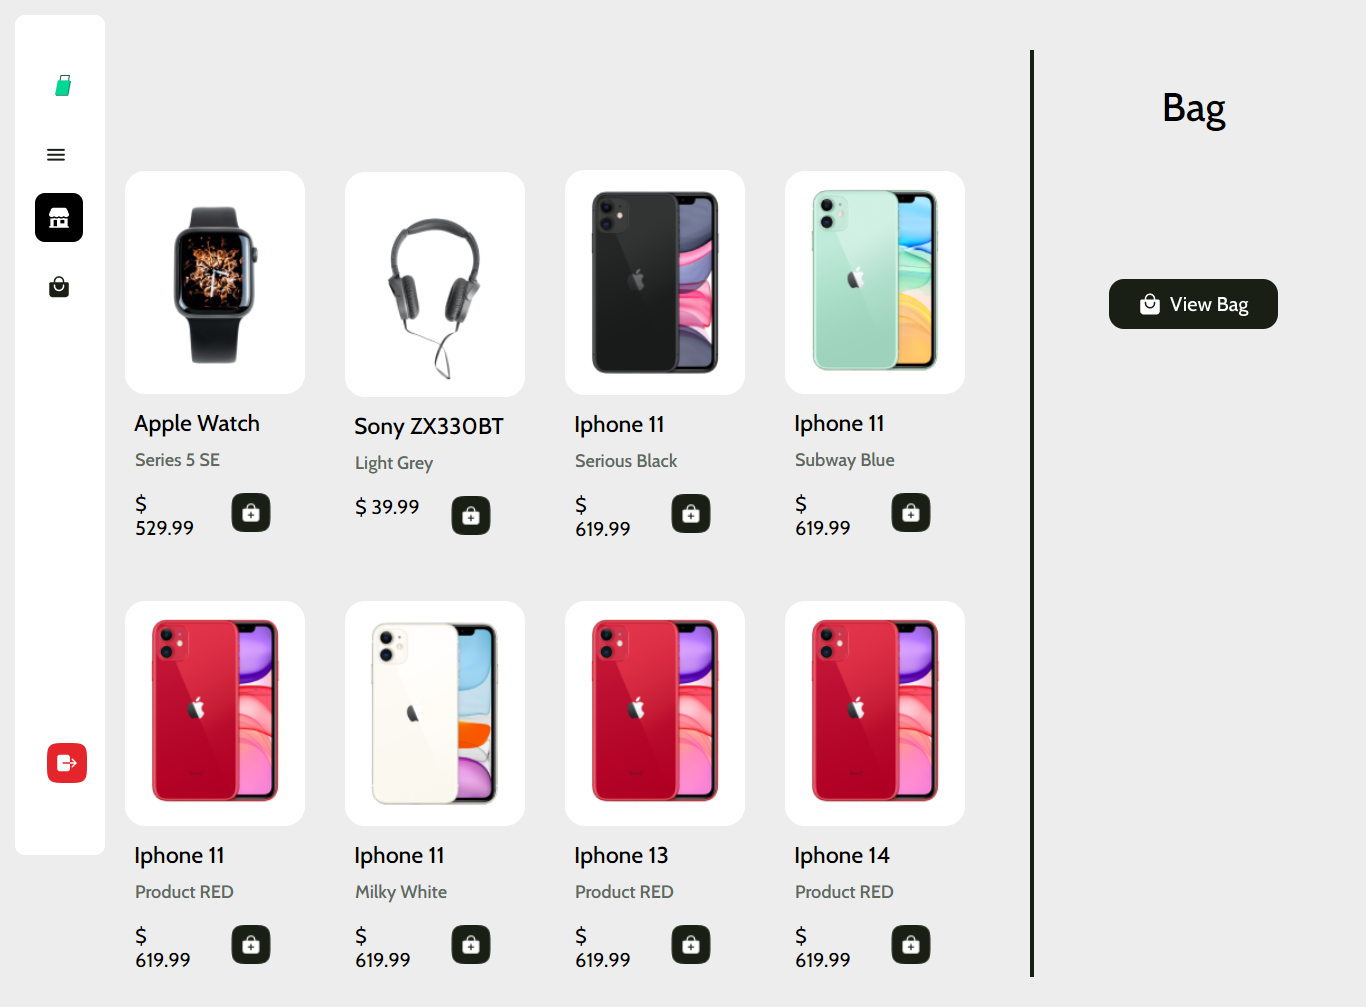 Bag
View Bag
Apple Watch
Series 5 SE
$
529.99
Sony ZX330BT
Light Grey
$ 39.99
Iphone 11
Serious Black
$
619.99
Iphone 11
Subway Blue
$
619.99
Iphone 11
Product RED
$
619.99
Iphone 11
Milky White
$
619.99
Iphone 13
Product RED
$
619.99
Iphone 14
Product RED
$
619.99